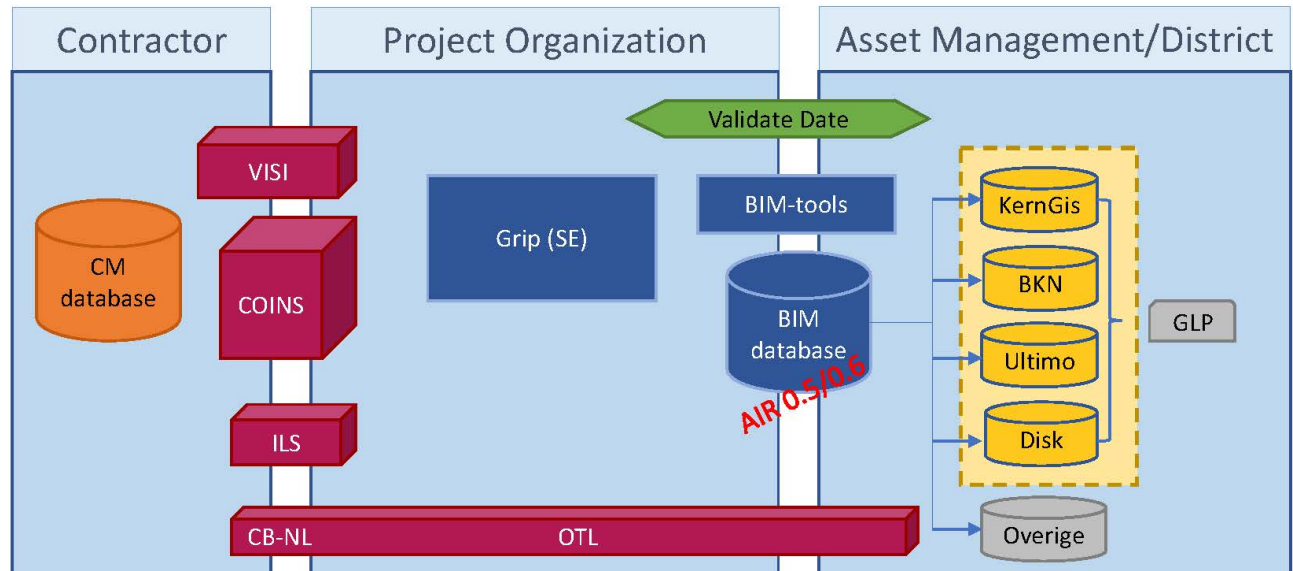 Contractor
Project Organization
Asset Management/District
Validate Date
VISI
CM
database
COINS
Grip (SE)
BIM-tools
BIM
database
AIR 0.5/0.6
KernGis
BKN
Ultimo
Disk
GLP
ILS
CB-NL
OTL
Overige